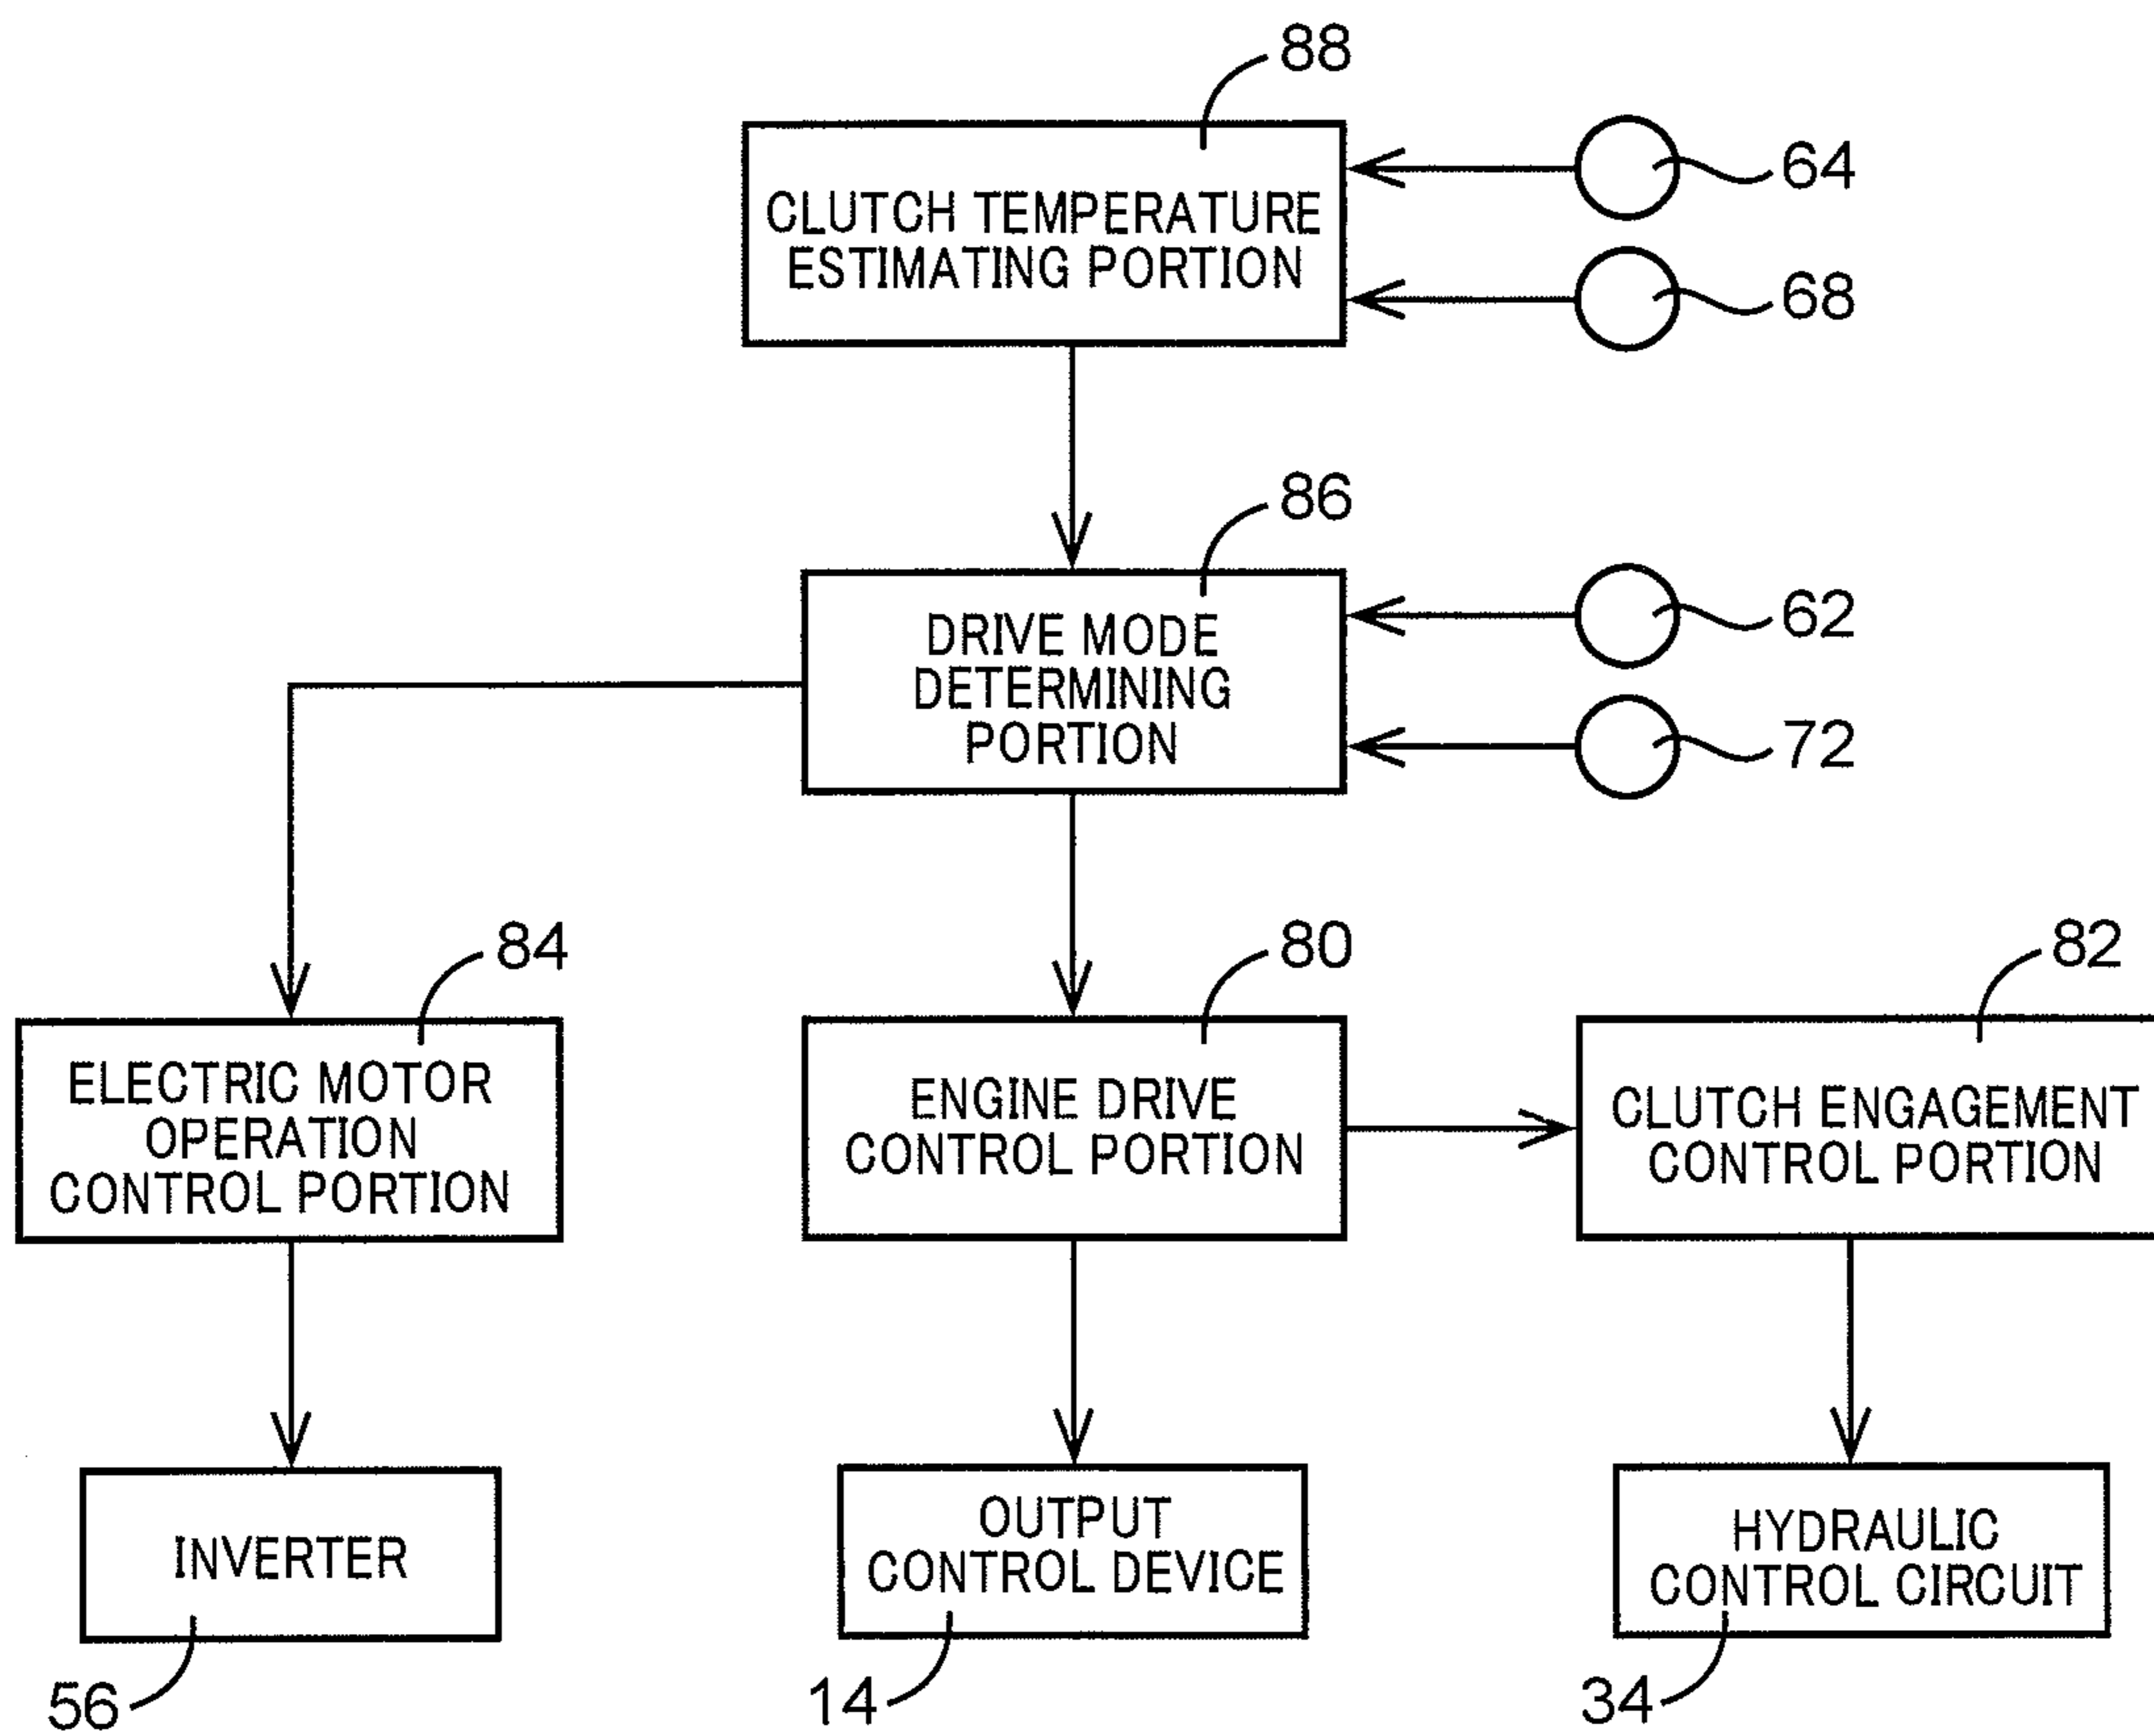 88
CLUTCH TEMPERATURE
ESTIMATING PORTION
64
68
86
DRIVE MODE
DETERMINING
PORTION
62
72
84
ELECTRIC MOTOR
OPERATION
CONTROL PORTION
80
ENGINE DRIVE
CONTROL PORTION
82
CLUTCH ENGAGEMENT
CONTROL PORTION
INVERTER
56
OUTPUT
CONTROL DEVICE
14
HYDRAULIC
CONTROL CIRCUIT
34